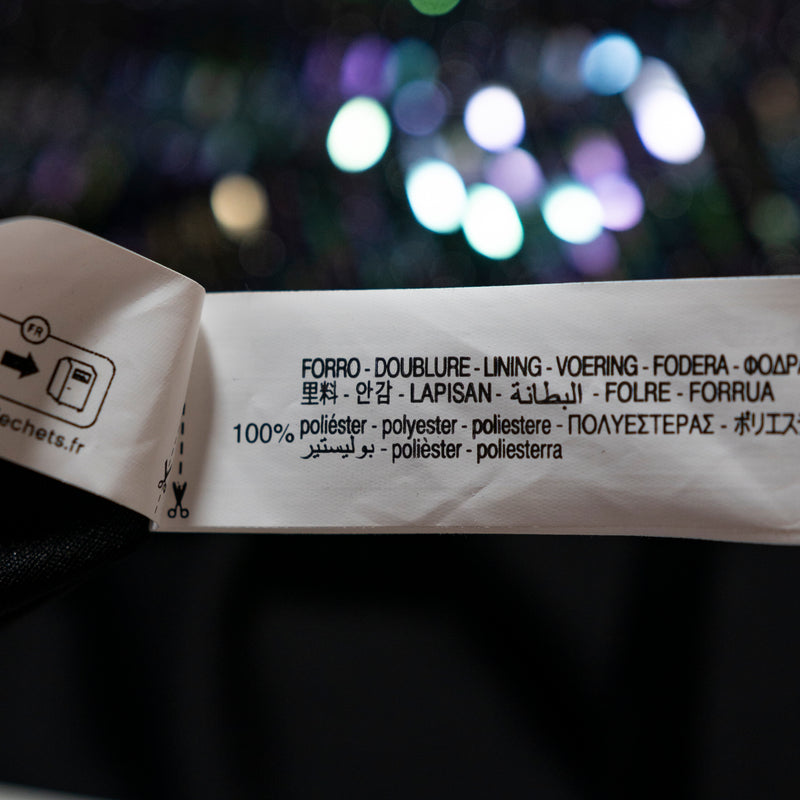 FR
echets.fr
FORRO - DOUBLURE - LINING - VOERING - FODERA - ΦΟΔΡΑ
里料 - 안감 - LAPISAN - البطانة - FOLRE - FORRUA
100% poliéster - polyester - poliestere - ΠΟΛΥΕΣΤΕΡΑΣ - ポリエス
بوليستير - polièster - poliesterra